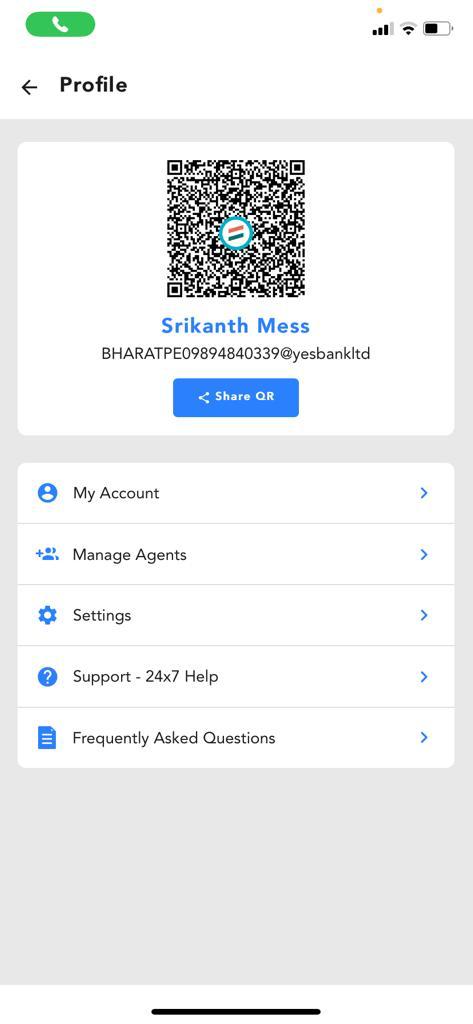 Profile
Srikanth Mess
BHARATPE09894840339@yesbankltd
Share QR
My Account
Manage Agents
Settings
Support - 24x7 Help
Frequently Asked Questions